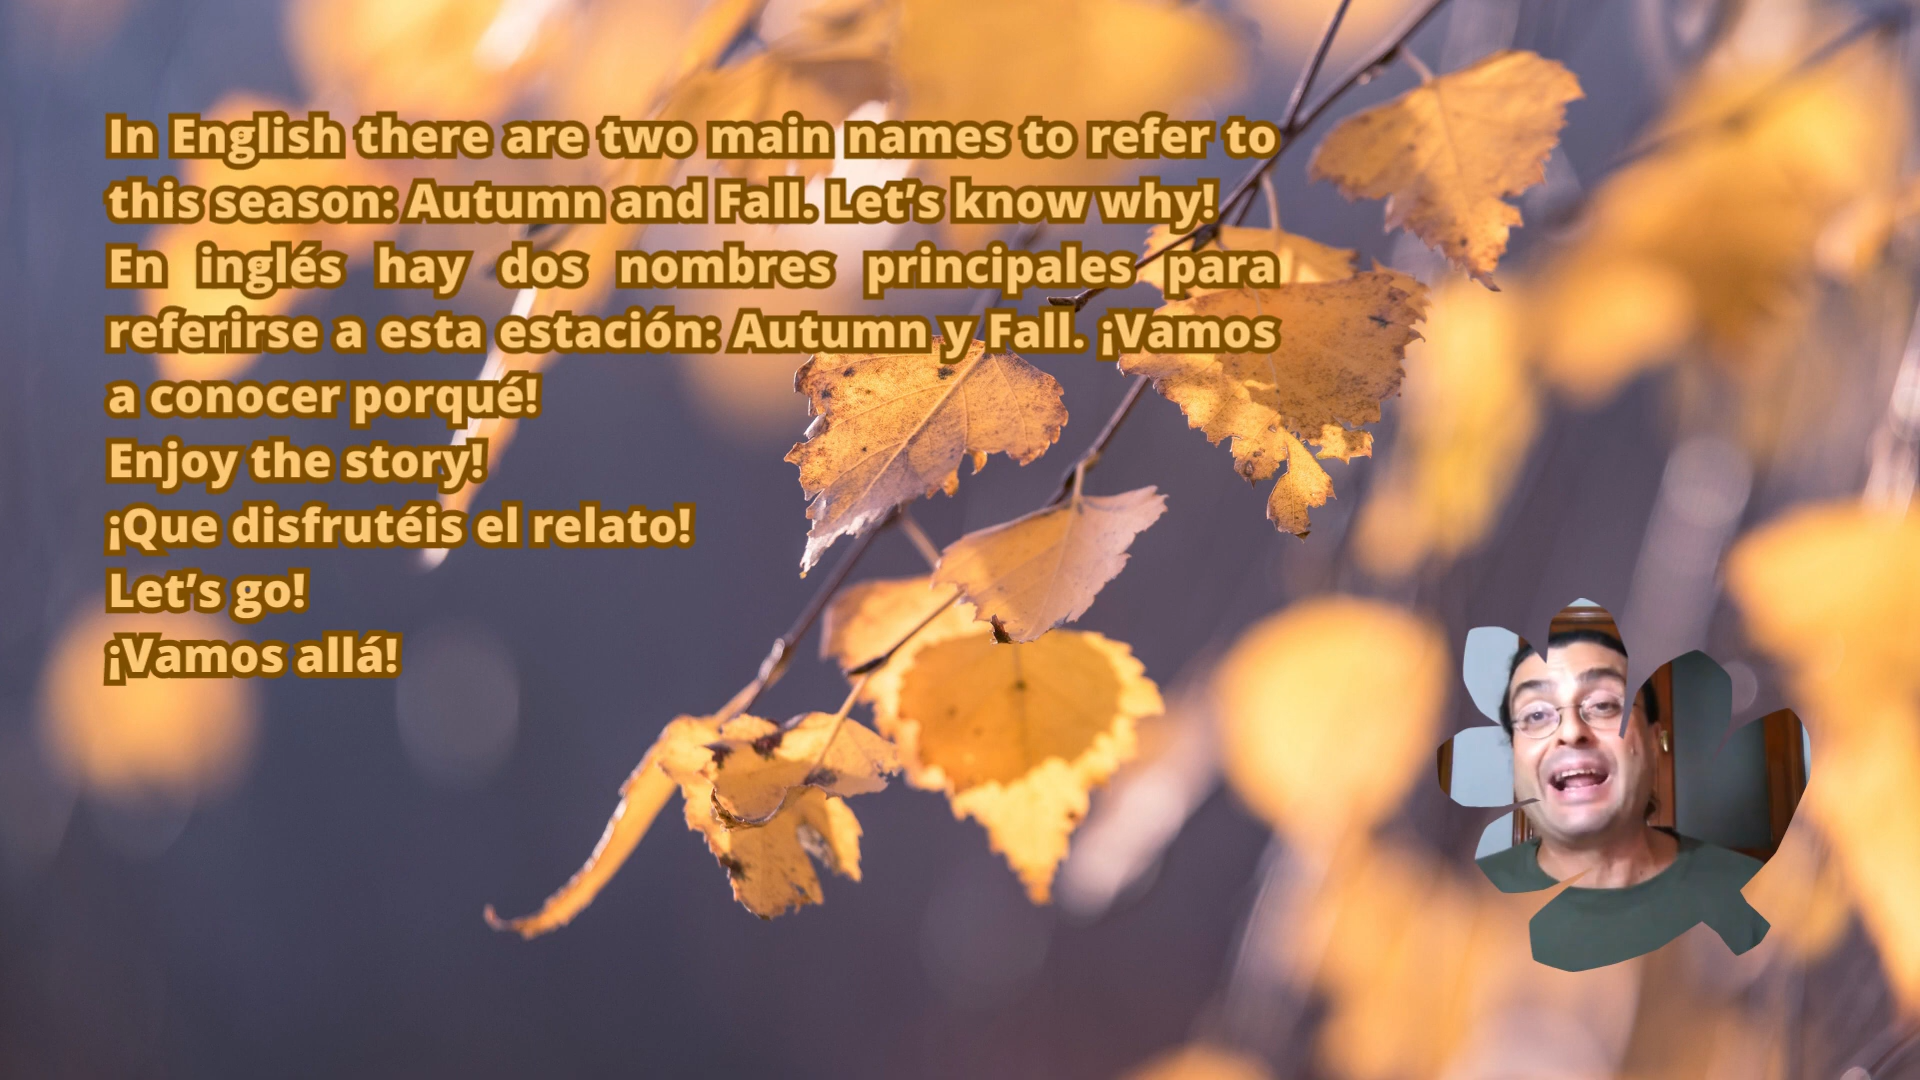 In English there are two main names to refer to
this season: Autumn and Fall. Let’s know why!
En inglés hay dos nombres principales para
referirse a esta estación: Autumn y Fall. ¡Vamos
a conocer porqué!
Enjoy the story!
¡Que disfrutéis el relato!
Let’s go!
¡Vamos allá!